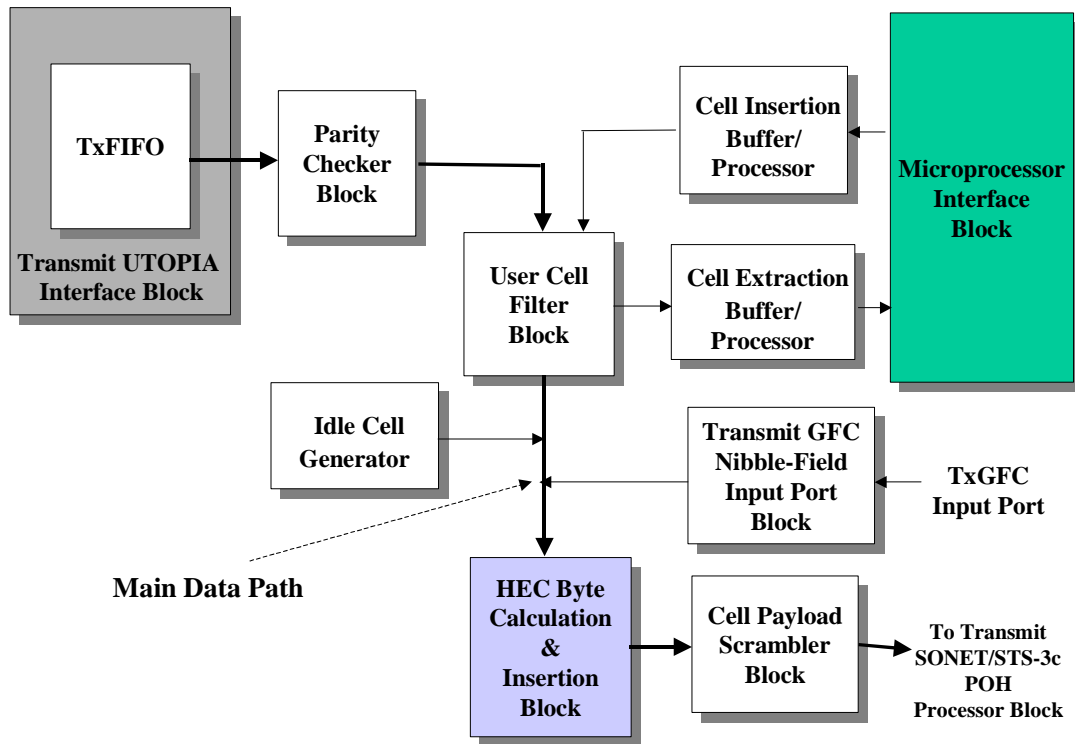 TxFIFO
Transmit UTOPIA
Interface Block
Parity
Checker
Block
Cell Insertion
Buffer/
Processor
Microprocessor
Interface
Block
User Cell
Filter
Block
Cell Extraction
Buffer/
Processor
Idle Cell
Generator
Transmit GFC
Nibble-Field
Input Port
Block
TxGFC
Input Port
Main Data Path
HEC Byte
Calculation
&
Insertion
Block
Cell Payload
Scrambler
Block
To Transmit
SONET/STS-3c
POH
Processor Block